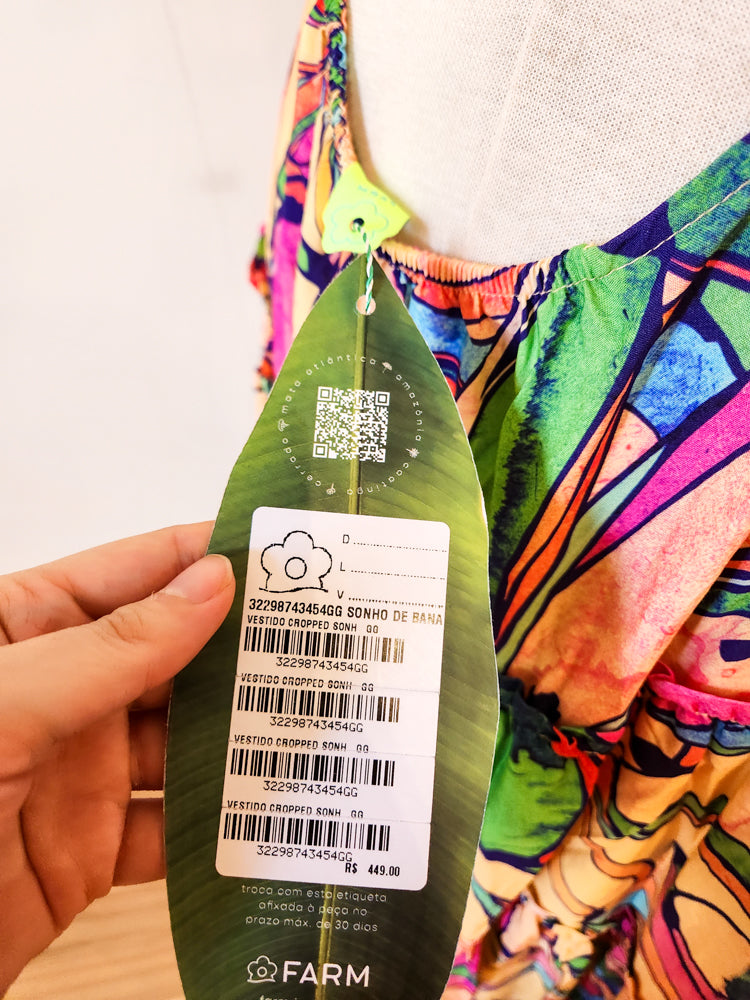 mata atlântica
amazônia
caatinga
cerrado
D
L
V
32298743454GG SONHO DE BANA
VESTIDO CROPPED SONH GG
32298743454GG
VESTIDO CROPPED SONH GG
32298743454GG
VESTIDO CROPPED SONH GG
32298743454GG
VESTIDO CROPPED SONH GG
32298743454GG
R$ 449.00
troca com esta etiqueta
afixada à peça no
prazo máx. de 30 dias
FARM